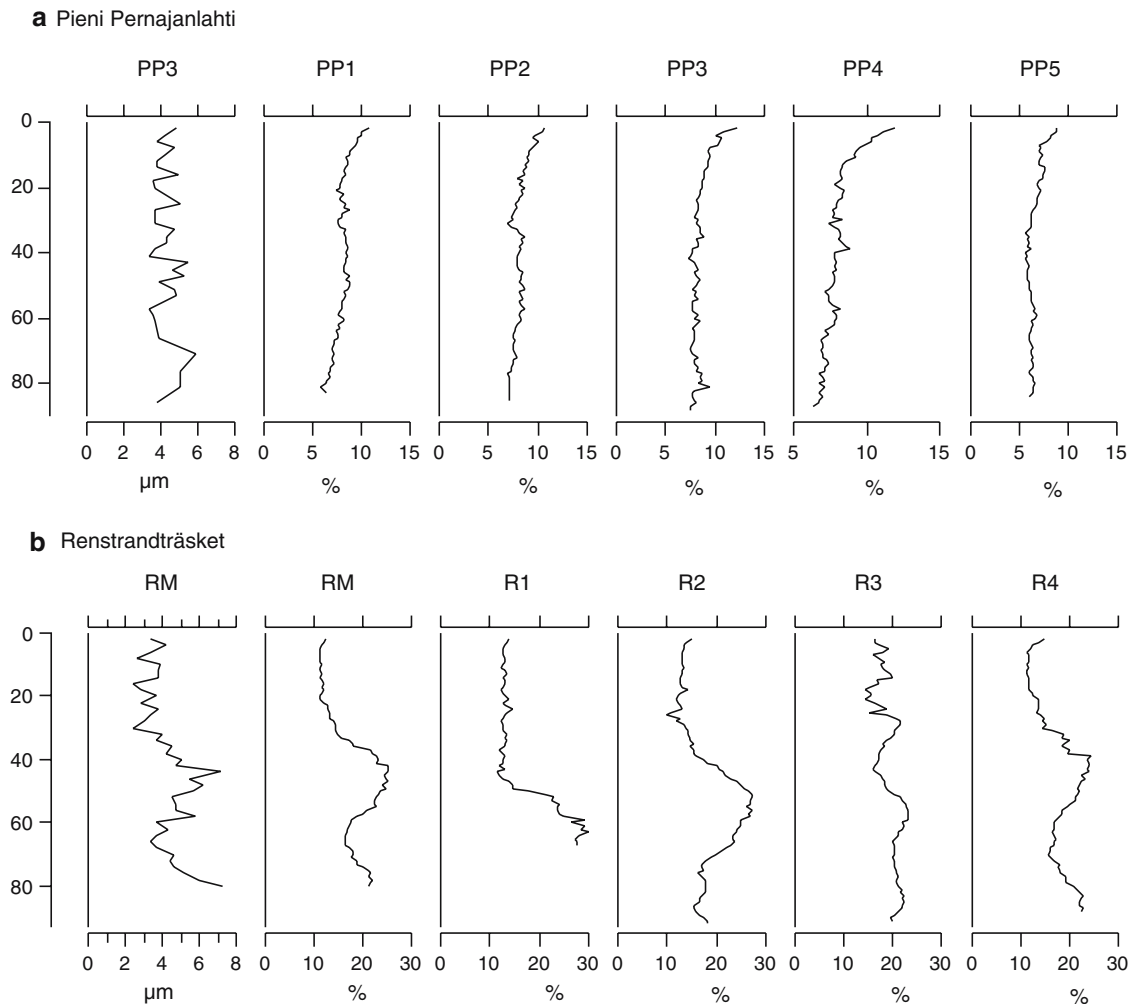 a Pieni Pernajanlahti
PP3 PP1 PP2 PP3 PP4 PP5
0
20
40
60
80
0 2 4 6 8 0 5 10 15 0 5 10 15 0 5 10 15 5 10 15 0 5 10 15
µm % % % % %
b Renstrandträsket
RM RM R1 R2 R3 R4
0
20
40
60
80
0 2 4 6 8 0 10 20 30 0 10 20 30 0 10 20 30 0 10 20 30 0 10 20 30
µm % % % % %